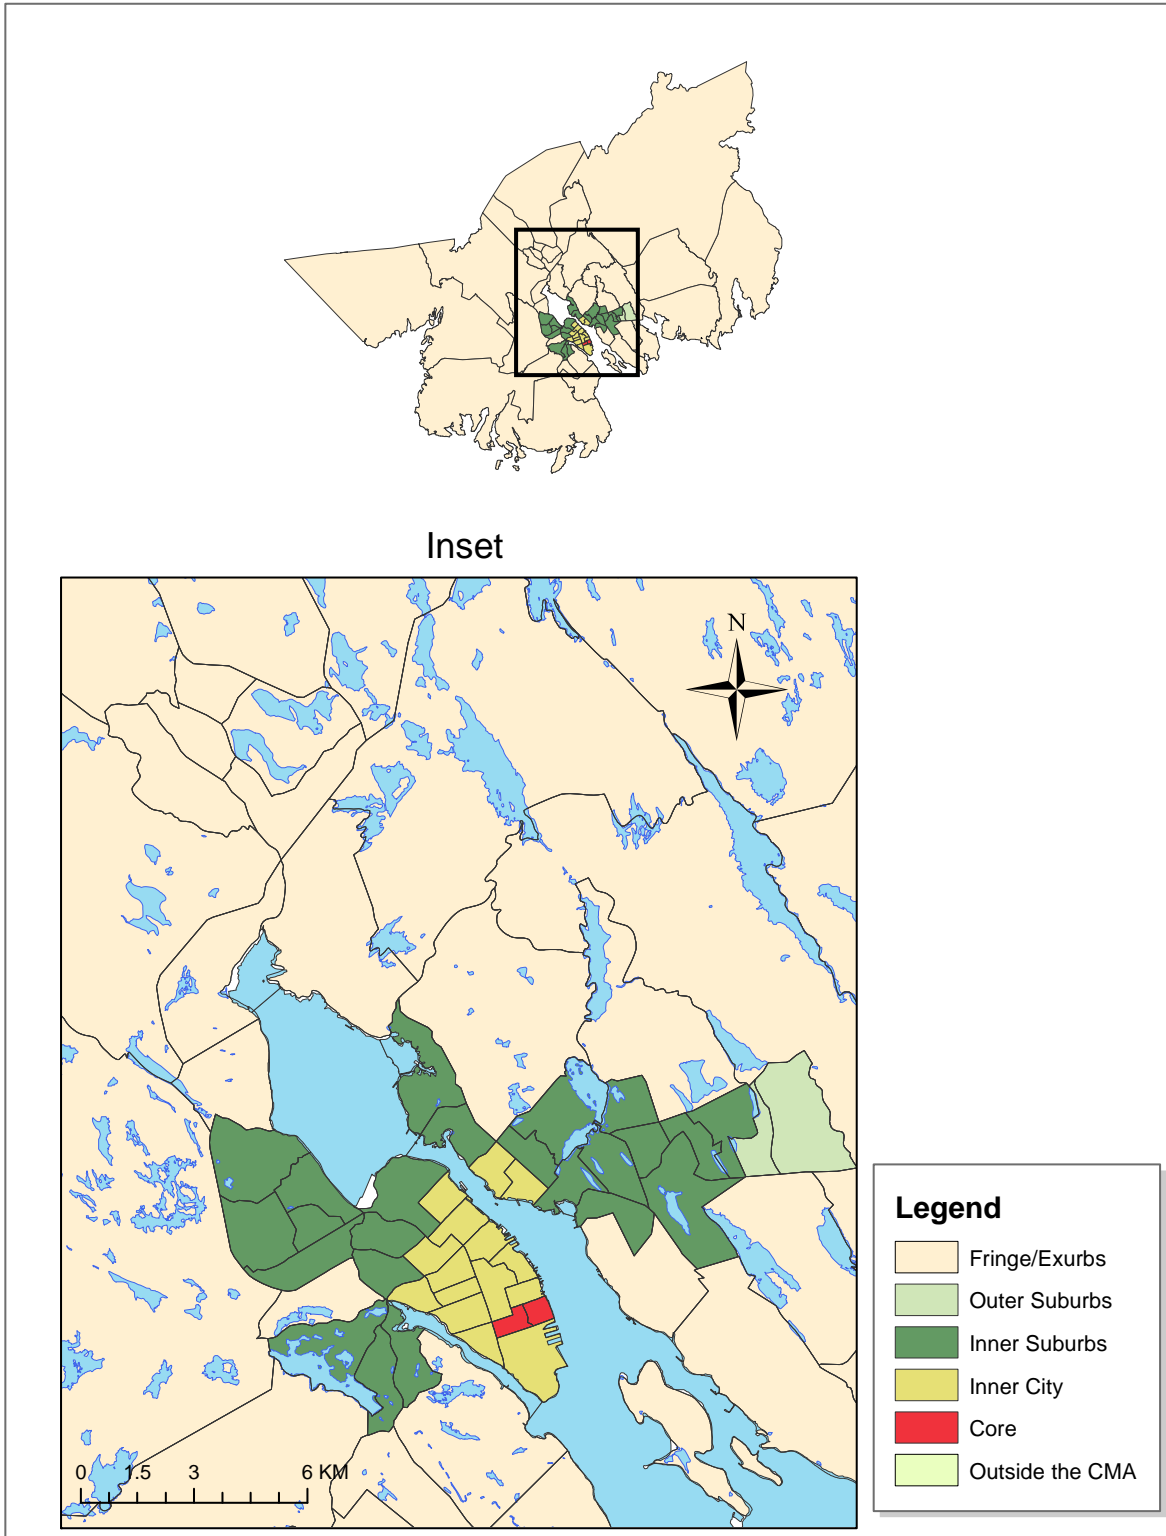 Inset
N
Legend
Fringe/Exurbs
Outer Suburbs
Inner Suburbs
Inner City
Core
Outside the CMA
0 1.5 3 6 KM